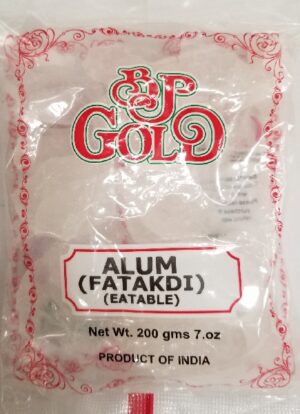 BJP
GOLD
ALUM
(FATAKDI)
(EATABLE)
Net Wt. 200 gms 7.oz
PRODUCT OF INDIA